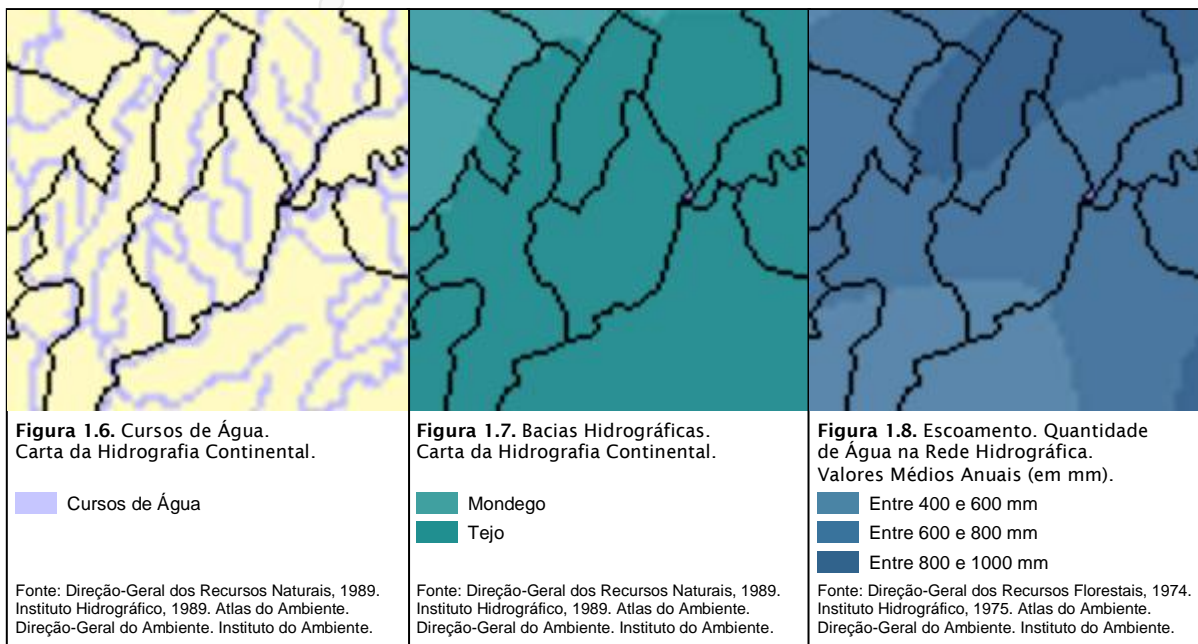 Figura 1.6. Cursos de Água.
Carta da Hidrografia Continental.
Cursos de Água
Fonte: Direção-Geral dos Recursos Naturais, 1989.
Instituto Hidrográfico, 1989. Atlas do Ambiente.
Direção-Geral do Ambiente. Instituto do Ambiente.
Figura 1.7. Bacias Hidrográficas.
Carta da Hidrografia Continental.
Mondego
Tejo
Fonte: Direção-Geral dos Recursos Naturais, 1989.
Instituto Hidrográfico, 1989. Atlas do Ambiente.
Direção-Geral do Ambiente. Instituto do Ambiente.
Figura 1.8. Escoamento. Quantidade
de Água na Rede Hidrográfica.
Valores Médios Anuais (em mm).
Entre 400 e 600 mm
Entre 600 e 800 mm
Entre 800 e 1000 mm
Fonte: Direção-Geral dos Recursos Florestais, 1974.
Instituto Hidrográfico, 1975. Atlas do Ambiente.
Direção-Geral do Ambiente. Instituto do Ambiente.